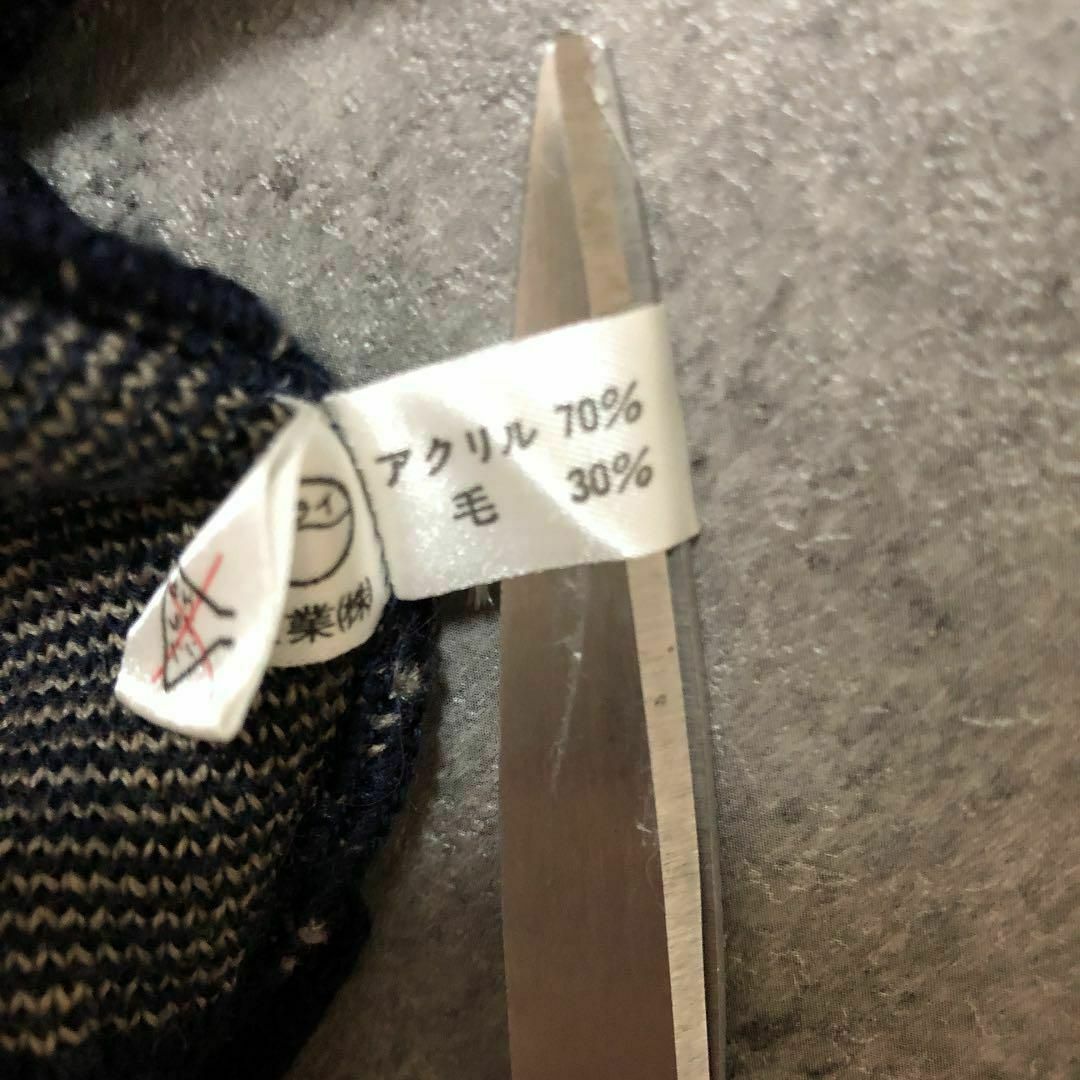 アクリル 70%
毛 30%
業(株)